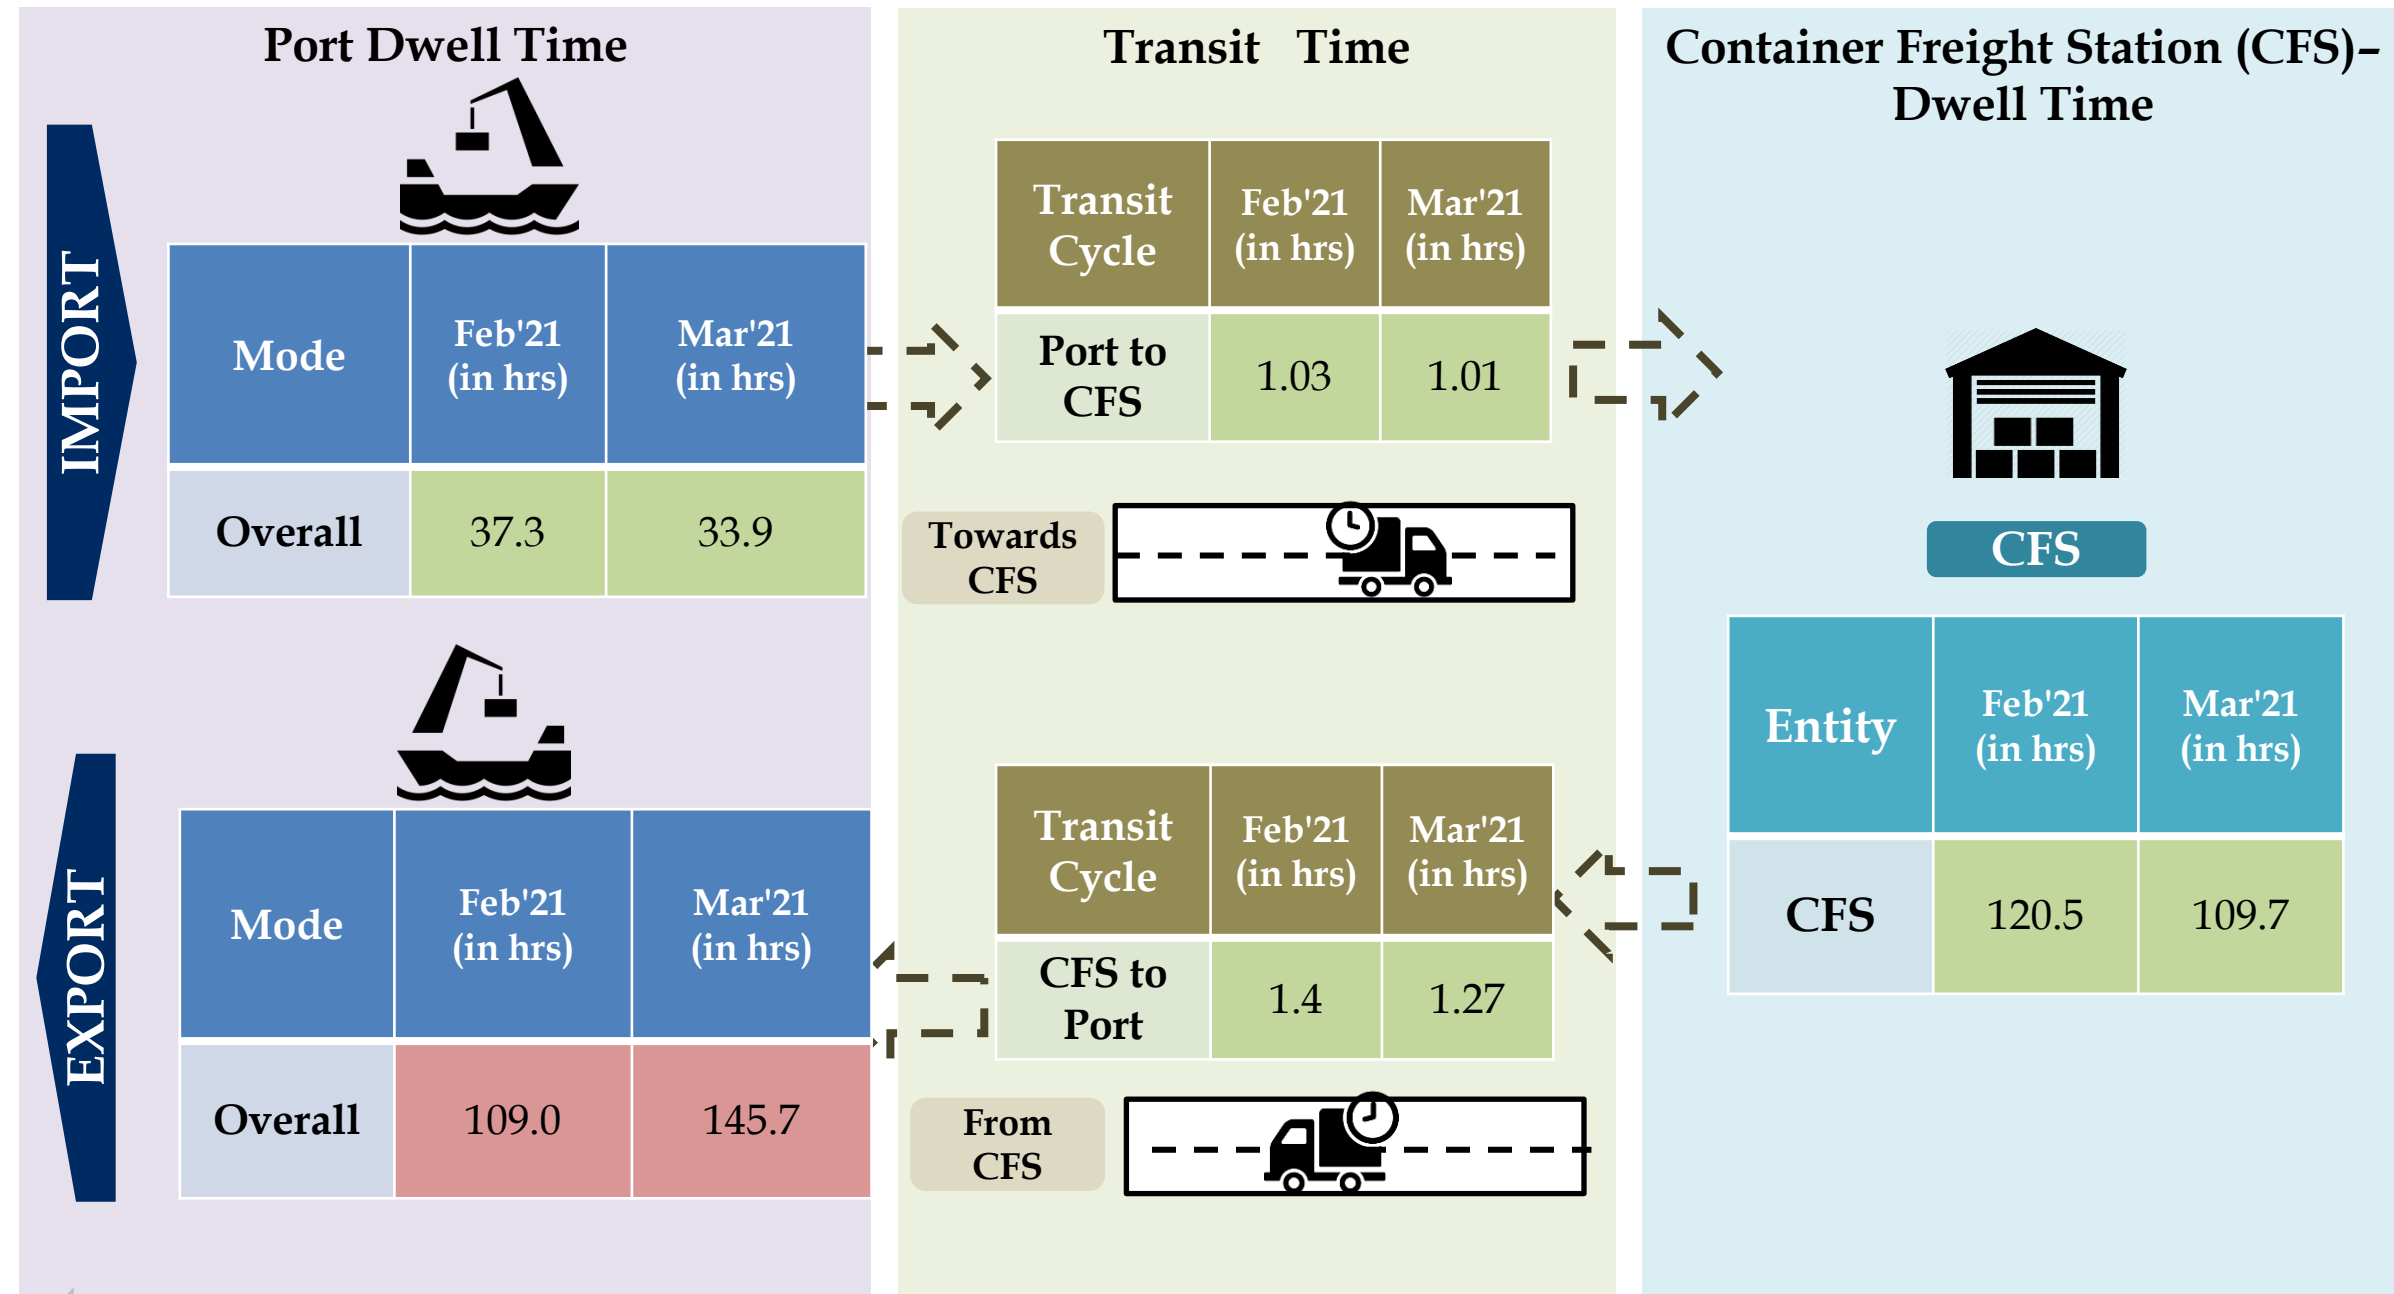 Port Dwell Time
IMPORT
Mode
Feb'21
(in hrs)
Mar'21
(in hrs)
Overall
37.3
33.9
EXPORT
Mode
Feb'21
(in hrs)
Mar'21
(in hrs)
Overall
109.0
145.7
Transit Time
Transit
Cycle
Feb'21
(in hrs)
Mar'21
(in hrs)
Port to
CFS
1.03
1.01
Towards
CFS
Transit
Cycle
Feb'21
(in hrs)
Mar'21
(in hrs)
CFS to
Port
1.4
1.27
From
CFS
Container Freight Station (CFS)–
Dwell Time
CFS
Entity
Feb'21
(in hrs)
Mar'21
(in hrs)
CFS
120.5
109.7